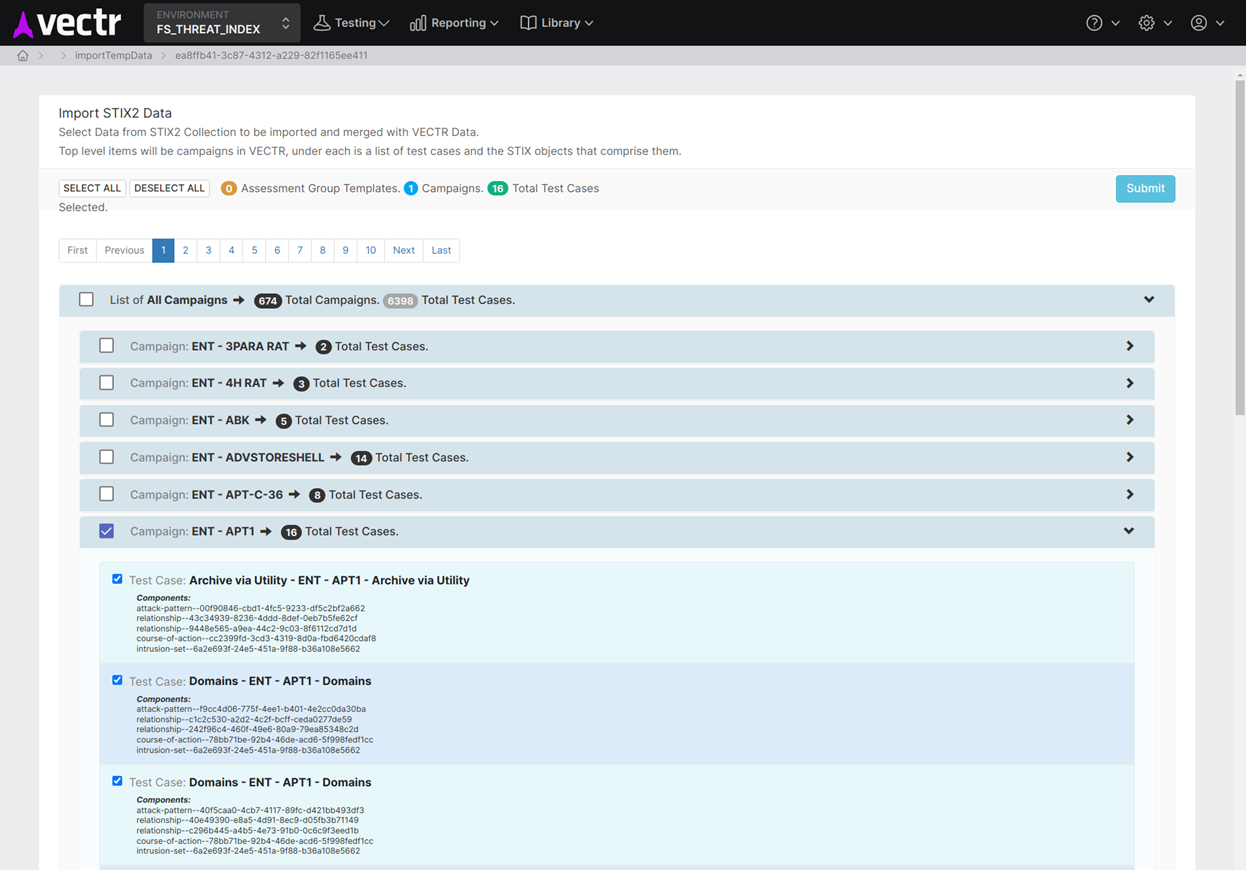 vectr
ENVIRONMENT
FS_THREAT_INDEX
Testing
Reporting
Library
importTempData
ea8ffb41-3c87-4312-a229-82f1165ee411
Import STIX2 Data
Select Data from STIX2 Collection to be imported and merged with VECTR Data.
Top level items will be campaigns in VECTR, under each is a list of test cases and the STIX objects that comprise them.
SELECT ALL DESELECT ALL 0 Assessment Group Templates. 1 Campaigns. 16 Total Test Cases
Selected.
Submit
First Previous 1 2 3 4 5 6 7 8 9 10 Next Last
List of All Campaigns → 674 Total Campaigns. 6398 Total Test Cases.
Campaign: ENT - 3PARA RAT → 2 Total Test Cases.
Campaign: ENT - 4H RAT → 3 Total Test Cases.
Campaign: ENT - ABK → 5 Total Test Cases.
Campaign: ENT - ADVSTORESHELL → 14 Total Test Cases.
Campaign: ENT - APT-C-36 → 8 Total Test Cases.
Campaign: ENT - APT1 → 16 Total Test Cases.
Test Case: Archive via Utility - ENT - APT1 - Archive via Utility
Components:
attack-pattern--00f90846-cbd1-4fc5-9233-df5c2bf2a662
relationship--43c34939-8236-4ddd-8def-0eb7b5fe62cf
relationship--9448e565-a9ea-44c2-9c03-8f6112cd7d1d
course-of-action--cc2399fd-3cd3-4319-8d0a-fbd6420cdaf8
intrusion-set--6a2e693f-24e5-451a-9f88-b36a108e5662
Test Case: Domains - ENT - APT1 - Domains
Components:
attack-pattern--f9cc4d06-775f-4ee1-b401-4e2cc0da30ba
relationship--c1c2c530-a2d2-4c2f-bcff-ceda0277de59
relationship--242f96c4-460f-49e6-80a9-79ea85348c2d
course-of-action--78bb71be-92b4-46de-acd6-5f998fedf1cc
intrusion-set--6a2e693f-24e5-451a-9f88-b36a108e5662
Test Case: Domains - ENT - APT1 - Domains
Components:
attack-pattern--40f5caa0-4cb7-4117-89fc-d421bb493df3
relationship--40e49390-e8a5-4d91-8ec9-d05fb3b71149
relationship--c296b445-a4b5-4e73-91b0-0c6c9f3eed1b
course-of-action--78bb71be-92b4-46de-acd6-5f998fedf1cc
intrusion-set--6a2e693f-24e5-451a-9f88-b36a108e5662